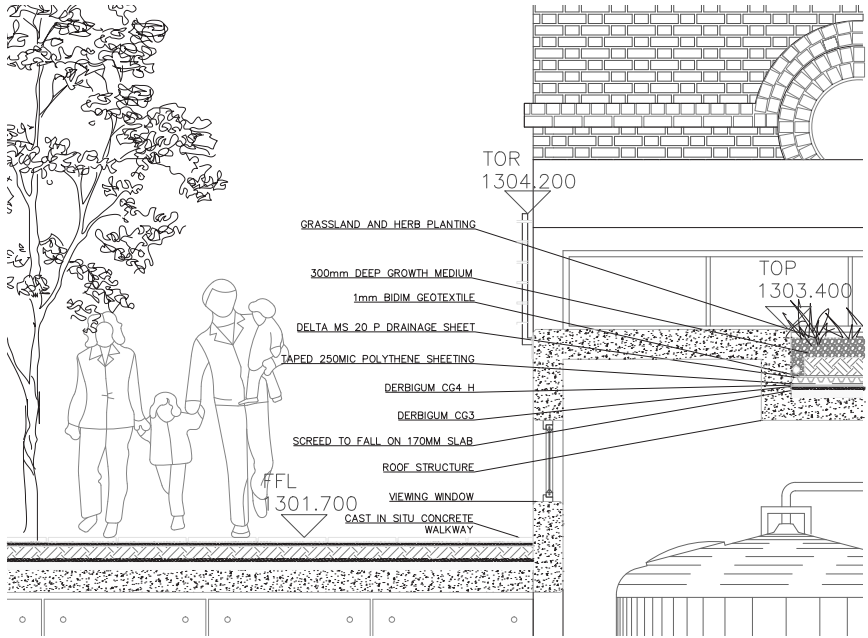 TOR
1304.200
GRASSLAND AND HERB PLANTING
TOP
1303.400
300mm DEEP GROWTH MEDIUM
1mm BIDIM GEOTEXTILE
DELTA MS 20 P DRAINAGE SHEET
TAPED 250MIC POLYTHENE SHEETING
DERBIGUM CG4 H
DERBIGUM CG3
SCREED TO FALL ON 170MM SLAB
ROOF STRUCTURE
FFL
1301.700
VIEWING WINDOW
CAST IN SITU CONCRETE
WALKWAY